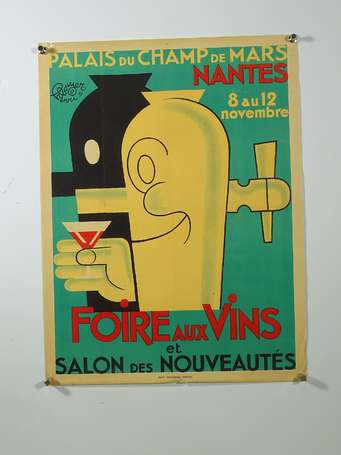 PALAIS DU CHAMP DE MARS
NANTES
8 au 12
novembre
FOIRE AUX VINS
et
SALON DES NOUVEAUTÉS